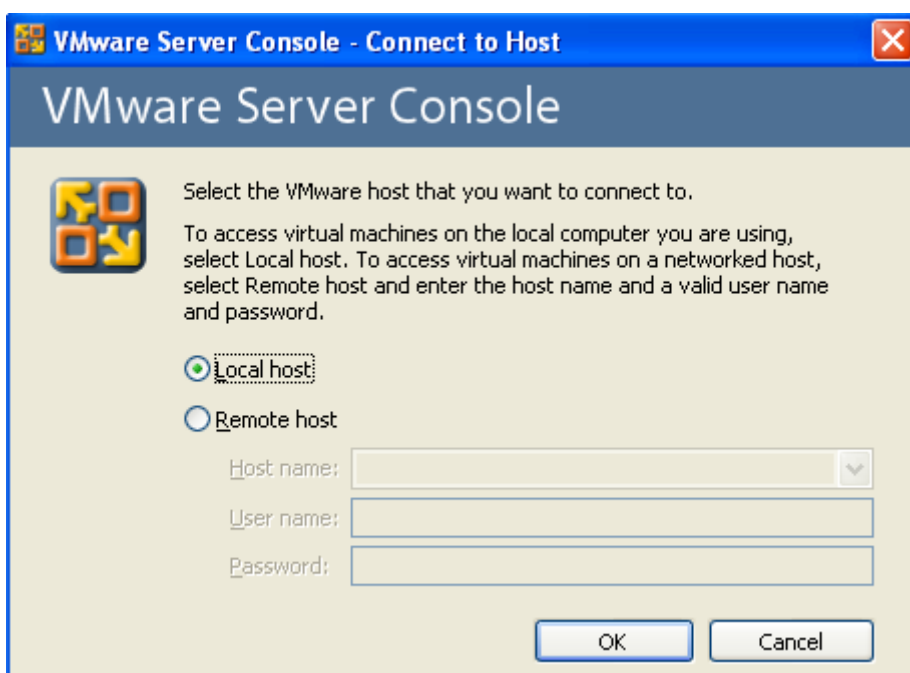 VMware Server Console - Connect to Host
VMware Server Console
Select the VMware host that you want to connect to.
To access virtual machines on the local computer you are using,
select Local host. To access virtual machines on a networked host,
select Remote host and enter the host name and a valid user name
and password.
Local host
Remote host
Host name:
User name:
Password:
OK Cancel